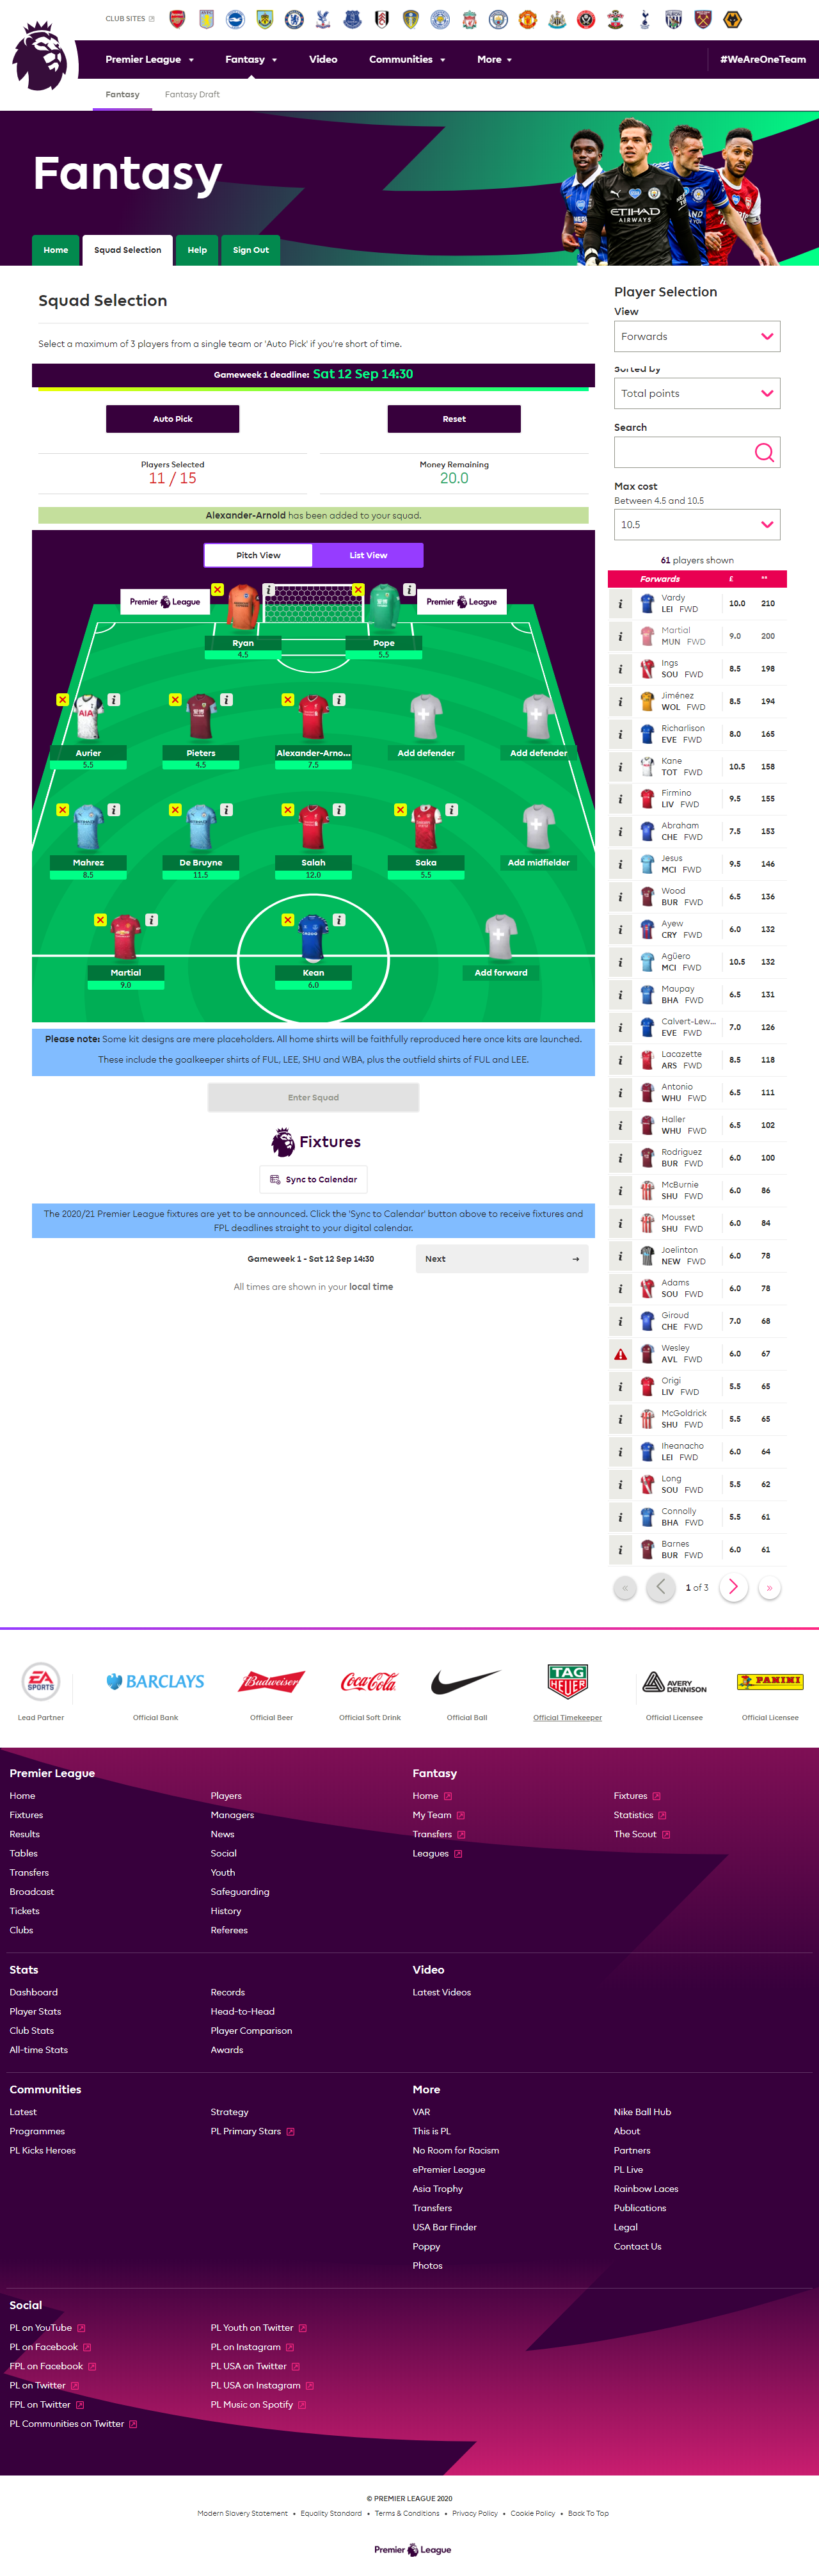 CLUB SITES
Premier League
Fantasy
Video
Communities
More
#WeAreOneTeam
Fantasy
Fantasy Draft
Fantasy
ETIHAD
AIRWAYS
Home
Squad Selection
Help
Sign Out
Squad Selection
Select a maximum of 3 players from a single team or 'Auto Pick' if you're short of time.
Gameweek 1 deadline: Sat 12 Sep 14:30
Auto Pick
Reset
Players Selected
11 / 15
Money Remaining
20.0
Alexander-Arnold has been added to your squad.
Pitch View
List View
Premier League
Premier League
Ryan
4.5
Pope
5.5
AIA
Aurier
5.5
Pieters
4.5
Alexander-Arno...
7.5
Add defender
Add defender
Mahrez
8.5
De Bruyne
11.5
Salah
12.0
Saka
5.5
Add midfielder
Martial
9.0
Kean
6.0
Add forward
Please note: Some kit designs are mere placeholders. All home shirts will be faithfully reproduced here once kits are launched.
These include the goalkeeper shirts of FUL, LEE, SHU and WBA, plus the outfield shirts of FUL and LEE.
Enter Squad
Fixtures
Sync to Calendar
The 2020/21 Premier League fixtures are yet to be announced. Click the 'Sync to Calendar' button above to receive fixtures and
FPL deadlines straight to your digital calendar.
Gameweek 1 - Sat 12 Sep 14:30
Next →
All times are shown in your local time
Player Selection
View
Forwards
Sorted by
Total points
Search
Max cost
Between 4.5 and 10.5
10.5
61 players shown
Forwards £ **
Vardy
LEI FWD 10.0 210
Martial
MUN FWD 9.0 200
Ings
SOU FWD 8.5 198
Jiménez
WOL FWD 8.5 194
Richarlison
EVE FWD 8.0 165
Kane
TOT FWD 10.5 158
Firmino
LIV FWD 9.5 155
Abraham
CHE FWD 7.5 153
Jesus
MCI FWD 9.5 146
Wood
BUR FWD 6.5 136
Ayew
CRY FWD 6.0 132
Agüero
MCI FWD 10.5 132
Maupay
BHA FWD 6.5 131
Calvert-Lew...
EVE FWD 7.0 126
Lacazette
ARS FWD 8.5 118
Antonio
WHU FWD 6.5 111
Haller
WHU FWD 6.5 102
Rodriguez
BUR FWD 6.0 100
McBurnie
SHU FWD 6.0 86
Mousset
SHU FWD 6.0 84
Joelinton
NEW FWD 6.0 78
Adams
SOU FWD 6.0 78
Giroud
CHE FWD 7.0 68
Wesley
AVL FWD 6.0 67
Origi
LIV FWD 5.5 65
McGoldrick
SHU FWD 5.5 65
Iheanacho
LEI FWD 6.0 64
Long
SOU FWD 5.5 62
Connolly
BHA FWD 5.5 61
Barnes
BUR FWD 6.0 61
1 of 3
EA SPORTS
Lead Partner
BARCLAYS
Official Bank
Budweiser
Official Beer
Coca-Cola
Official Soft Drink
Official Ball
TAG HEUER
Official Timekeeper
AVERY DENNISON
Official Licensee
PANINI
Official Licensee
Premier League
Home
Fixtures
Results
Tables
Transfers
Broadcast
Tickets
Clubs
Players
Managers
News
Social
Youth
Safeguarding
History
Referees
Fantasy
Home
My Team
Transfers
Leagues
Fixtures
Statistics
The Scout
Stats
Dashboard
Player Stats
Club Stats
All-time Stats
Records
Head-to-Head
Player Comparison
Awards
Video
Latest Videos
Communities
Latest
Programmes
PL Kicks Heroes
Strategy
PL Primary Stars
More
VAR
This is PL
No Room for Racism
ePremier League
Asia Trophy
Transfers
USA Bar Finder
Poppy
Photos
Nike Ball Hub
About
Partners
PL Live
Rainbow Laces
Publications
Legal
Contact Us
Social
PL on YouTube
PL on Facebook
FPL on Facebook
PL on Twitter
FPL on Twitter
PL Communities on Twitter
PL Youth on Twitter
PL on Instagram
PL USA on Twitter
PL USA on Instagram
PL Music on Spotify
© PREMIER LEAGUE 2020
Modern Slavery Statement • Equality Standard • Terms & Conditions • Privacy Policy • Cookie Policy • Back To Top
Premier League